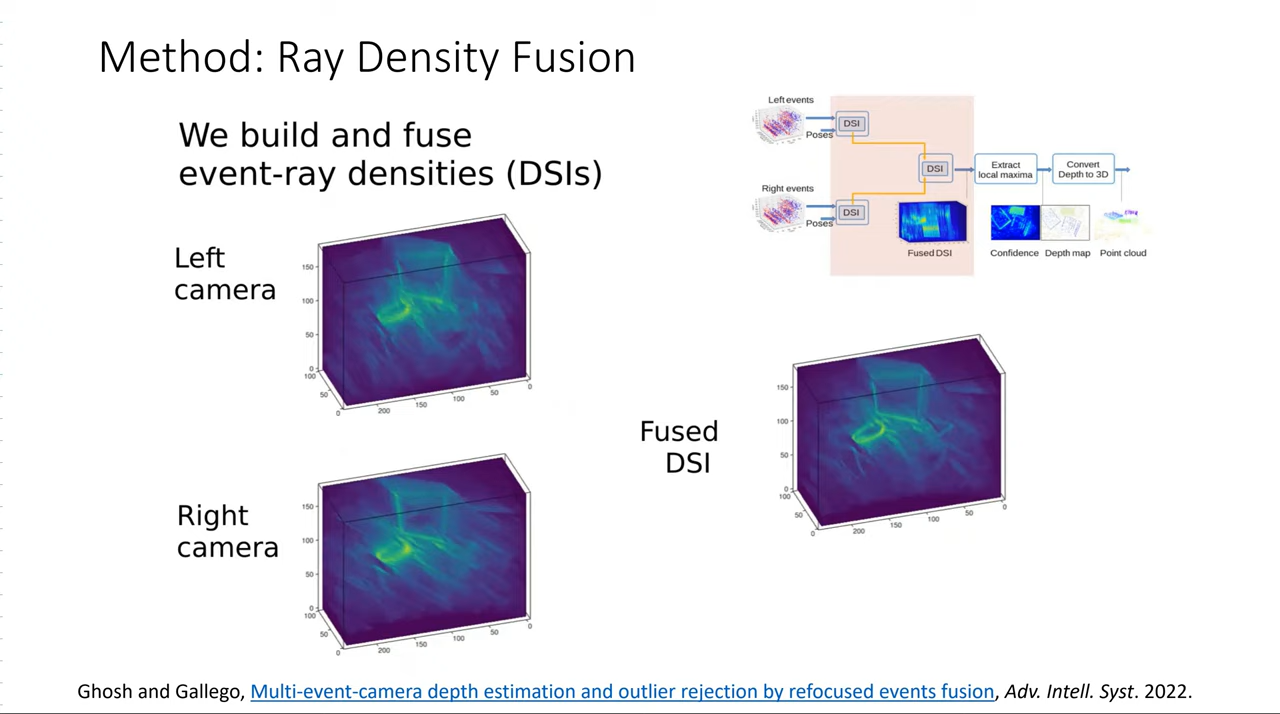 Method: Ray Density Fusion
We build and fuse
event-ray densities (DSIs)
Left events
DSI
Poses
DSI
Extract
local maxima
Convert
Depth to 3D
Right events
DSI
Poses
Fused DSI
Confidence
Depth map
Point cloud
Left
camera
150
100
50
0
100
50
0
200
150
100
50
0
Fused
DSI
150
100
50
0
100
50
0
200
150
100
50
0
Right
camera
150
100
50
0
100
50
0
200
150
100
50
0
Ghosh and Gallego, Multi-event-camera depth estimation and outlier rejection by refocused events fusion, Adv. Intell. Syst. 2022.